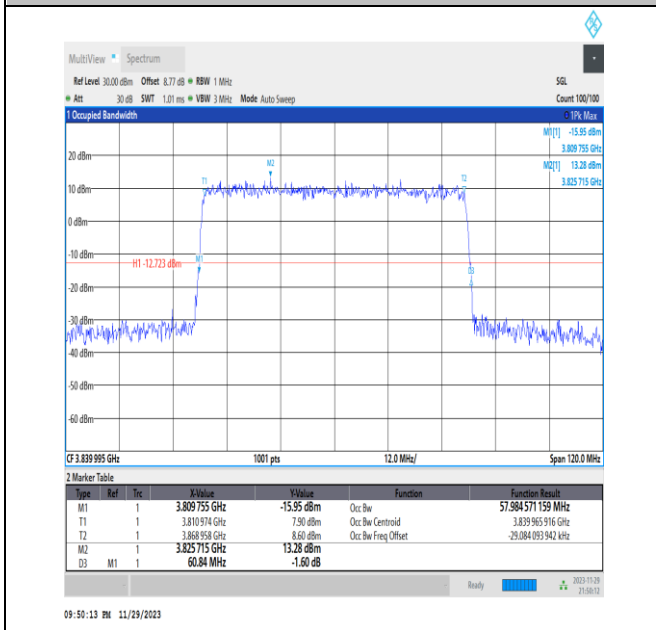 MultiView Spectrum
Ref Level 30.00 dBm Offset 8.77 dB RBW 1 MHz SGL
Att 30 dB SWT 1.01 ms VBW 3 MHz Mode Auto Sweep Count 100/100
1 Occupied Bandwidth 1Pk Max
M1[1] -15.95 dBm
3.809 755 GHz
M2[1] 13.28 dBm
3.825 715 GHz
20 dBm
M2
T1
T2
10 dBm
0 dBm
-10 dBm
H1 -12.723 dBm
M1
D3
-20 dBm
-30 dBm
-40 dBm
-50 dBm
-60 dBm
CF 3.839 995 GHz 1001 pts 12.0 MHz/ Span 120.0 MHz
2 Marker Table
Type Ref Trc X-Value Y-Value Function Function Result
M1 1 3.809 755 GHz -15.95 dBm Occ Bw 57.984 571 159 MHz
T1 1 3.810 974 GHz 7.90 dBm Occ Bw Centroid 3.839 965 916 GHz
T2 1 3.868 958 GHz 8.60 dBm Occ Bw Freq Offset -29.084 093 942 kHz
M2 1 3.825 715 GHz 13.28 dBm
D3 M1 1 60.84 MHz -1.60 dB
Ready 2023-11-29
21:50:12
09:50:13 PM 11/29/2023